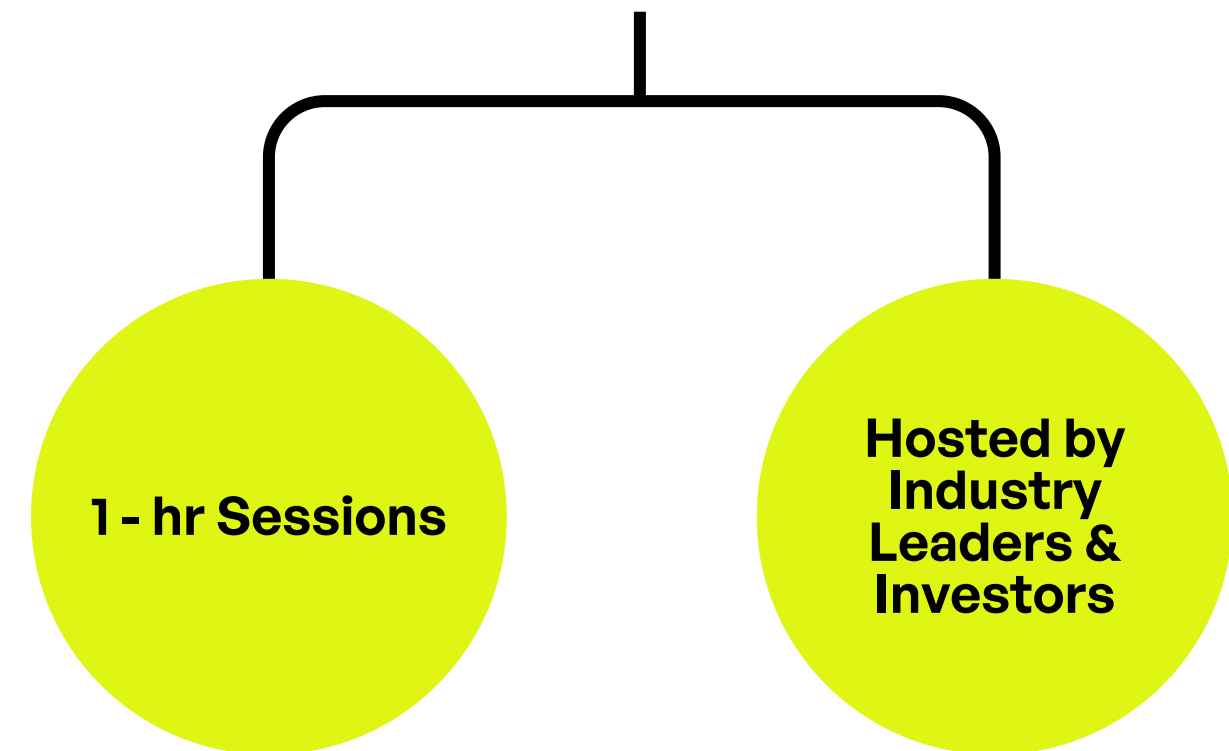 1 - hr Sessions
Hosted by
Industry
Leaders &
Investors